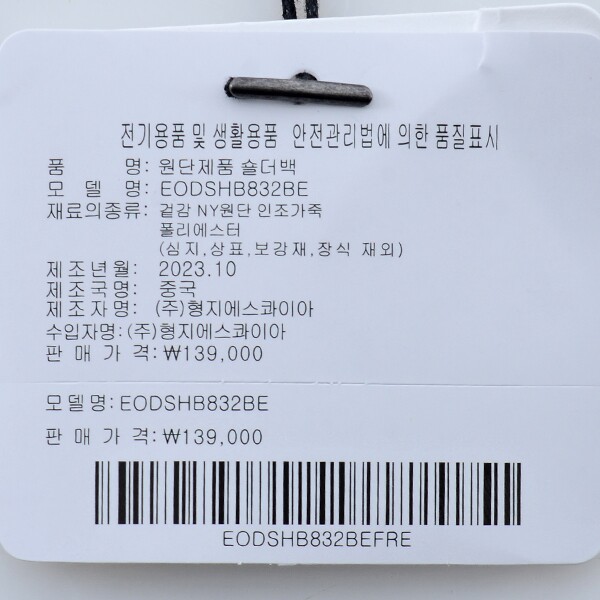 전기용품 및 생활용품 안전관리법에 의한 품질표시
품 명: 원단제품 숄더백
모 델 명: EODSHB832BE
재료의종류: 겉감 NY원단 인조가죽
폴리에스터
(심지,상표,보강재,장식 재외)
제조년월: 2023.10
제조국명: 중국
제조자명: (주)형지에스콰이아
수입자명:(주)형지에스콰이아
판 매 가 격:₩139,000
모델명:EODSHB832BE
판 매 가 격:₩139,000
EODSHB832BEFRE